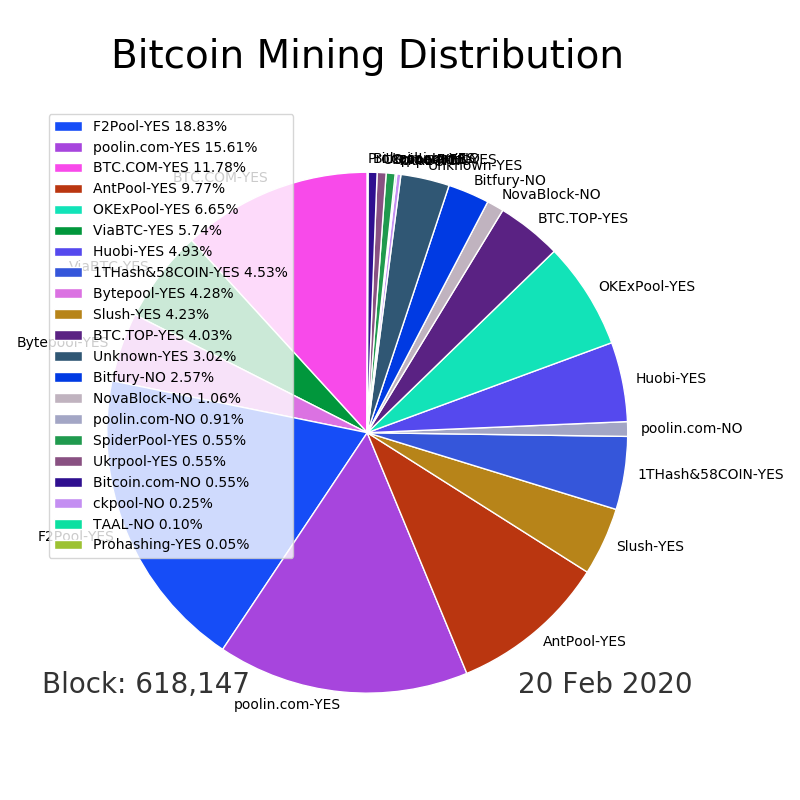 Bitcoin Mining Distribution
F2Pool-YES 18.83%
poolin.com-YES 15.61%
BTC.COM-YES 11.78%
AntPool-YES 9.77%
OKExPool-YES 6.65%
ViaBTC-YES 5.74%
Huobi-YES 4.93%
1THash&58COIN-YES 4.53%
Bytepool-YES 4.28%
Slush-YES 4.23%
BTC.TOP-YES 4.03%
Unknown-YES 3.02%
Bitfury-NO 2.57%
NovaBlock-NO 1.06%
poolin.com-NO 0.91%
SpiderPool-YES 0.55%
Ukrpool-YES 0.55%
Bitcoin.com-NO 0.55%
ckpool-NO 0.25%
TAAL-NO 0.10%
Prohashing-YES 0.05%
BTC.COM-YES
ViaBTC-YES
Bytepool-YES
F2Pool-YES
Unknown-YES
Bitfury-NO
NovaBlock-NO
BTC.TOP-YES
OKExPool-YES
Huobi-YES
poolin.com-NO
1THash&58COIN-YES
Slush-YES
AntPool-YES
poolin.com-YES
Block: 618,147
20 Feb 2020